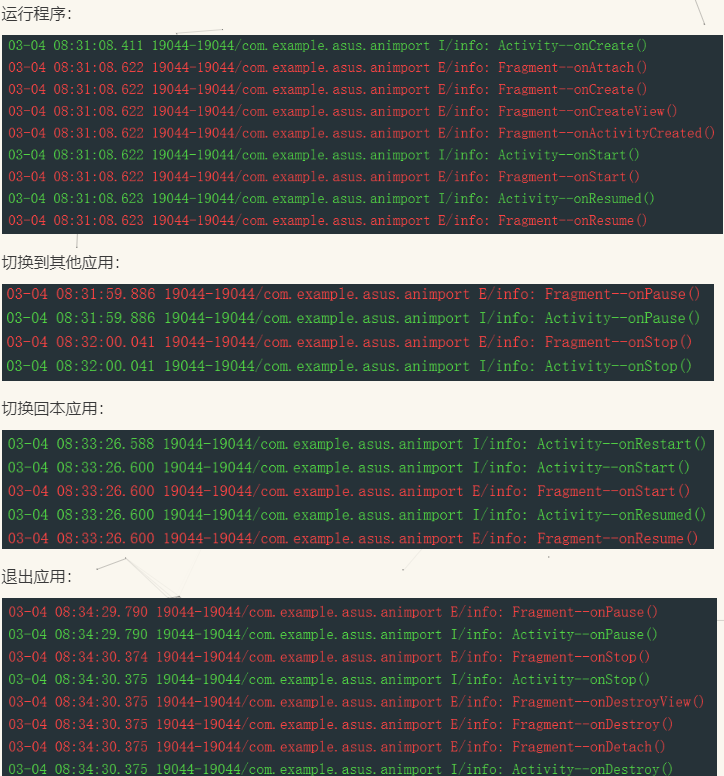 运行程序：
03-04 08:31:08.411 19044-19044/com.example.asus.animport I/info: Activity--onCreate()
03-04 08:31:08.622 19044-19044/com.example.asus.animport E/info: Fragment--onAttach()
03-04 08:31:08.622 19044-19044/com.example.asus.animport E/info: Fragment--onCreate()
03-04 08:31:08.622 19044-19044/com.example.asus.animport E/info: Fragment--onCreateView()
03-04 08:31:08.622 19044-19044/com.example.asus.animport E/info: Fragment--onActivityCreated()
03-04 08:31:08.622 19044-19044/com.example.asus.animport I/info: Activity--onStart()
03-04 08:31:08.622 19044-19044/com.example.asus.animport E/info: Fragment--onStart()
03-04 08:31:08.623 19044-19044/com.example.asus.animport I/info: Activity--onResumed()
03-04 08:31:08.623 19044-19044/com.example.asus.animport E/info: Fragment--onResume()
切换到其他应用：
03-04 08:31:59.886 19044-19044/com.example.asus.animport E/info: Fragment--onPause()
03-04 08:31:59.886 19044-19044/com.example.asus.animport I/info: Activity--onPause()
03-04 08:32:00.041 19044-19044/com.example.asus.animport E/info: Fragment--onStop()
03-04 08:32:00.041 19044-19044/com.example.asus.animport I/info: Activity--onStop()
切换回本应用：
03-04 08:33:26.588 19044-19044/com.example.asus.animport I/info: Activity--onRestart()
03-04 08:33:26.600 19044-19044/com.example.asus.animport I/info: Activity--onStart()
03-04 08:33:26.600 19044-19044/com.example.asus.animport E/info: Fragment--onStart()
03-04 08:33:26.600 19044-19044/com.example.asus.animport I/info: Activity--onResumed()
03-04 08:33:26.600 19044-19044/com.example.asus.animport E/info: Fragment--onResume()
退出应用：
03-04 08:34:29.790 19044-19044/com.example.asus.animport E/info: Fragment--onPause()
03-04 08:34:29.790 19044-19044/com.example.asus.animport I/info: Activity--onPause()
03-04 08:34:30.374 19044-19044/com.example.asus.animport E/info: Fragment--onStop()
03-04 08:34:30.375 19044-19044/com.example.asus.animport I/info: Activity--onStop()
03-04 08:34:30.375 19044-19044/com.example.asus.animport E/info: Fragment--onDestroyView()
03-04 08:34:30.375 19044-19044/com.example.asus.animport E/info: Fragment--onDestroy()
03-04 08:34:30.375 19044-19044/com.example.asus.animport E/info: Fragment--onDetach()
03-04 08:34:30.375 19044-19044/com.example.asus.animport I/info: Activity--onDestroy()